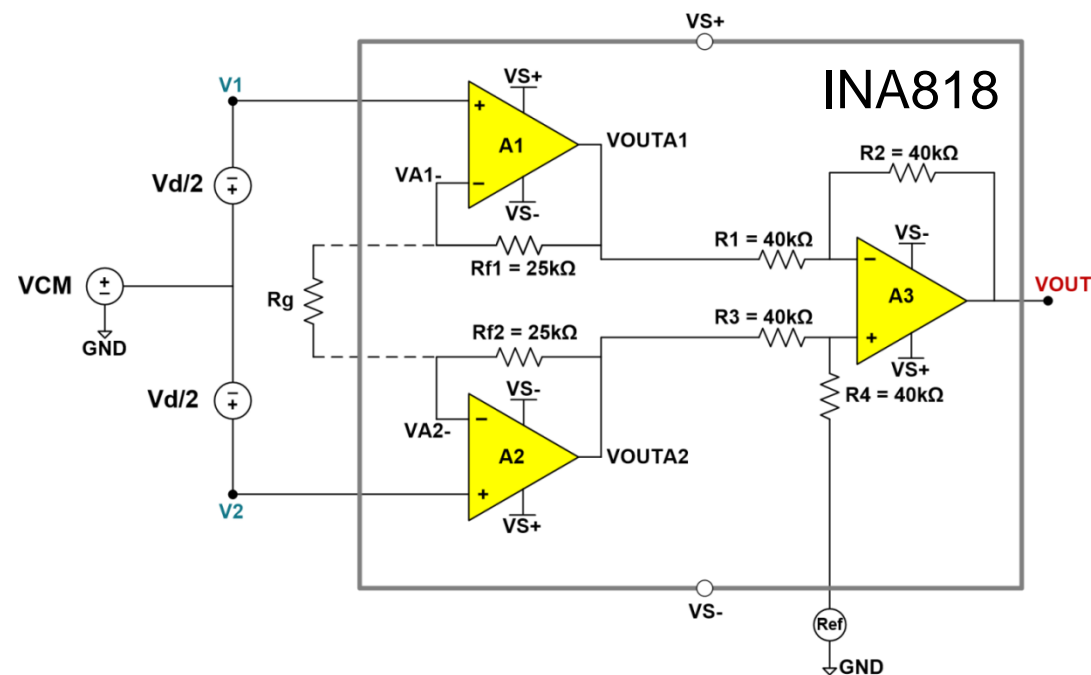 VS+
INA818
V1
VS+
A1
+
−
VOUTA1
VA1-
VS-
Vd/2
−
+
R2 = 40kΩ
R1 = 40kΩ
Rf1 = 25kΩ
VS-
−
A3
+
VOUT
VCM
+
−
GND
Rg
Rf2 = 25kΩ
R3 = 40kΩ
VS+
R4 = 40kΩ
Vd/2
−
+
VS-
VA2-
−
A2
+
VOUTA2
V2
VS+
VS-
Ref
GND